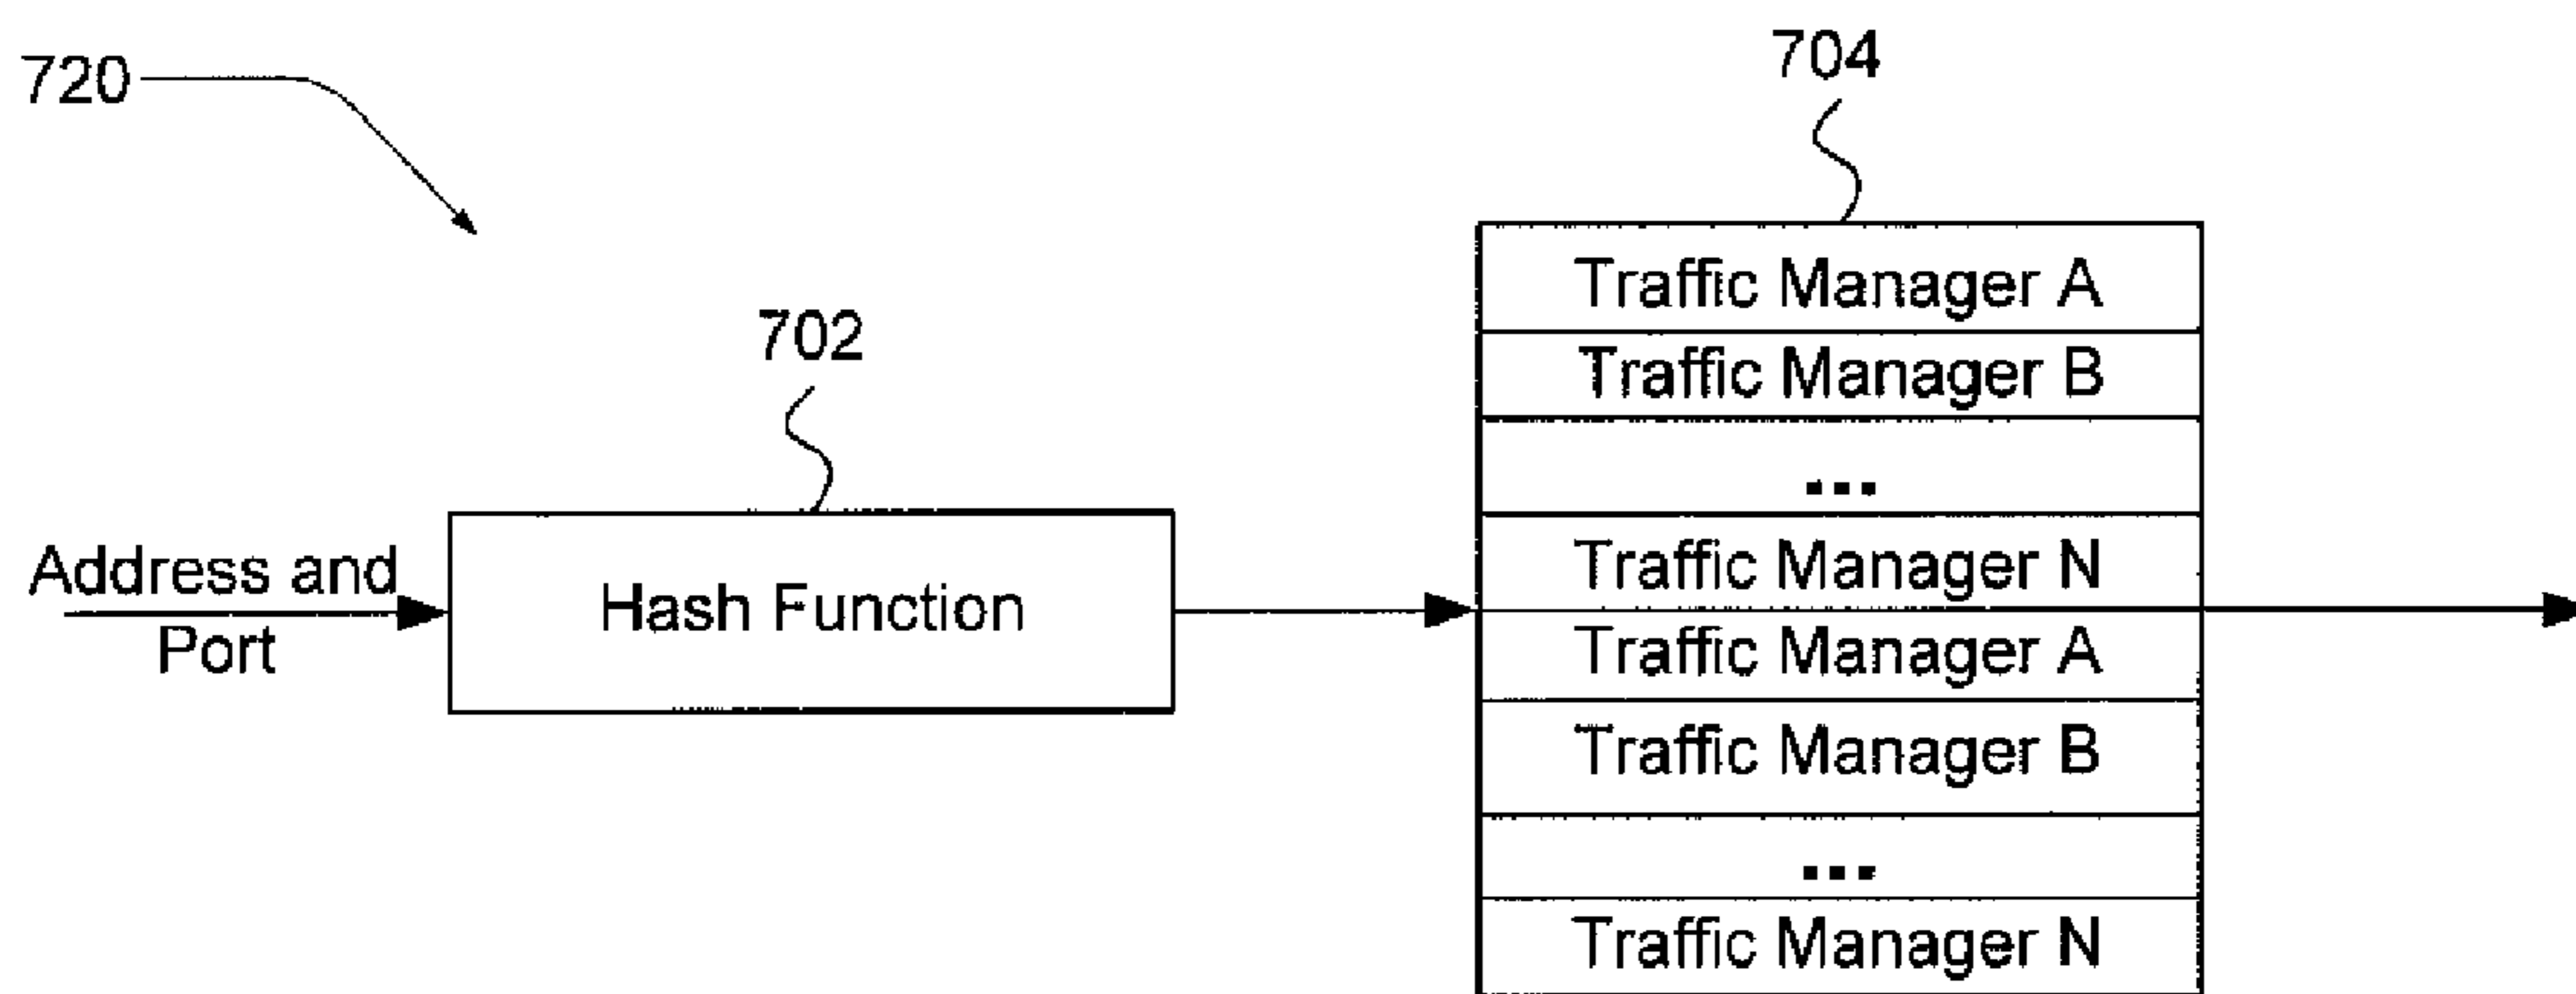 720
704
702
Traffic Manager A
Traffic Manager B
...
Traffic Manager N
Address and
Port
Hash Function
Traffic Manager A
Traffic Manager B
...
Traffic Manager N